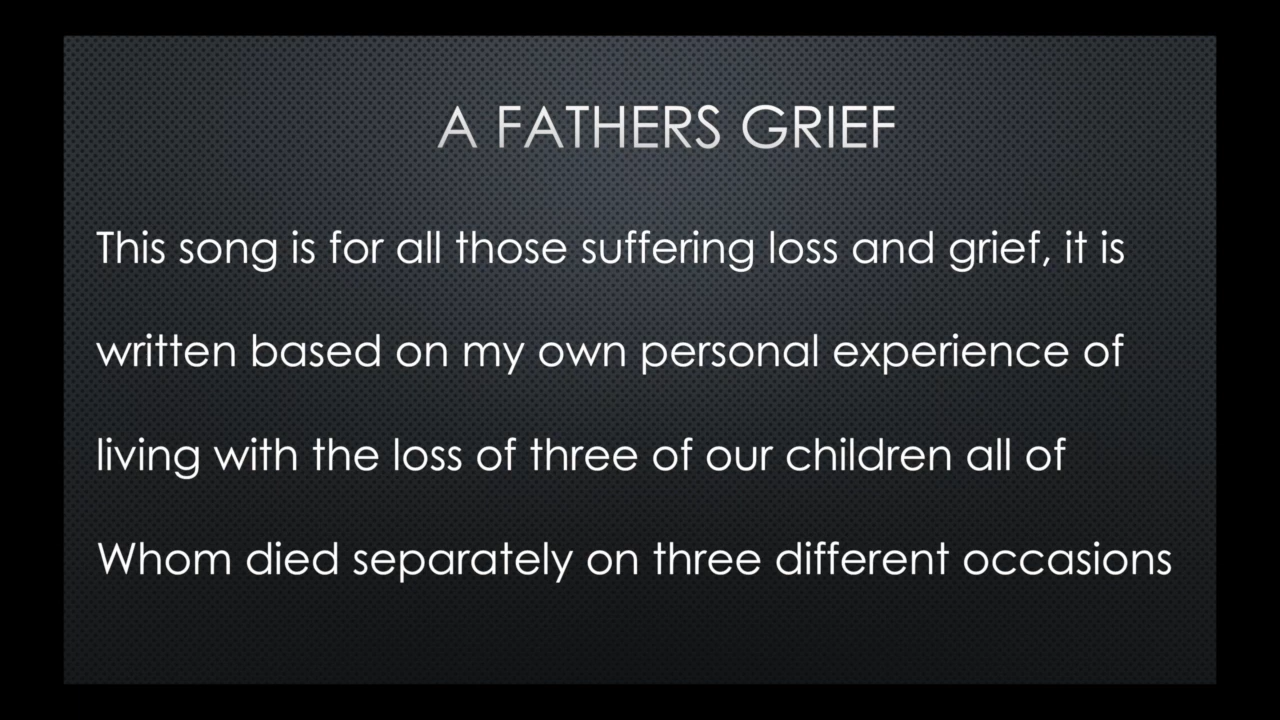 A FATHERS GRIEF
This song is for all those suffering loss and grief, it is
written based on my own personal experience of
living with the loss of three of our children all of
Whom died separately on three different occasions